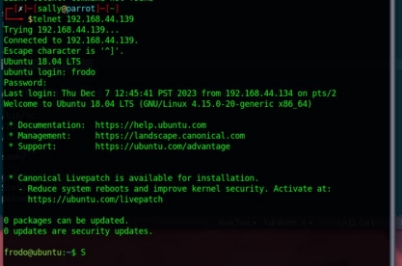 [x]-[sally@parrot]-[~]
$telnet 192.168.44.139
Trying 192.168.44.139...
Connected to 192.168.44.139.
Escape character is '^]'.
Ubuntu 18.04 LTS
ubuntu login: frodo
Password:
Last login: Thu Dec  7 12:45:41 PST 2023 from 192.168.44.134 on pts/2
Welcome to Ubuntu 18.04 LTS (GNU/Linux 4.15.0-20-generic x86_64)
* Documentation:  https://help.ubuntu.com
* Management:     https://landscape.canonical.com
* Support:        https://ubuntu.com/advantage
* Canonical Livepatch is available for installation.
- Reduce system reboots and improve kernel security. Activate at:
https://ubuntu.com/livepatch
0 packages can be updated.
0 updates are security updates.
frodo@ubuntu:~$ S